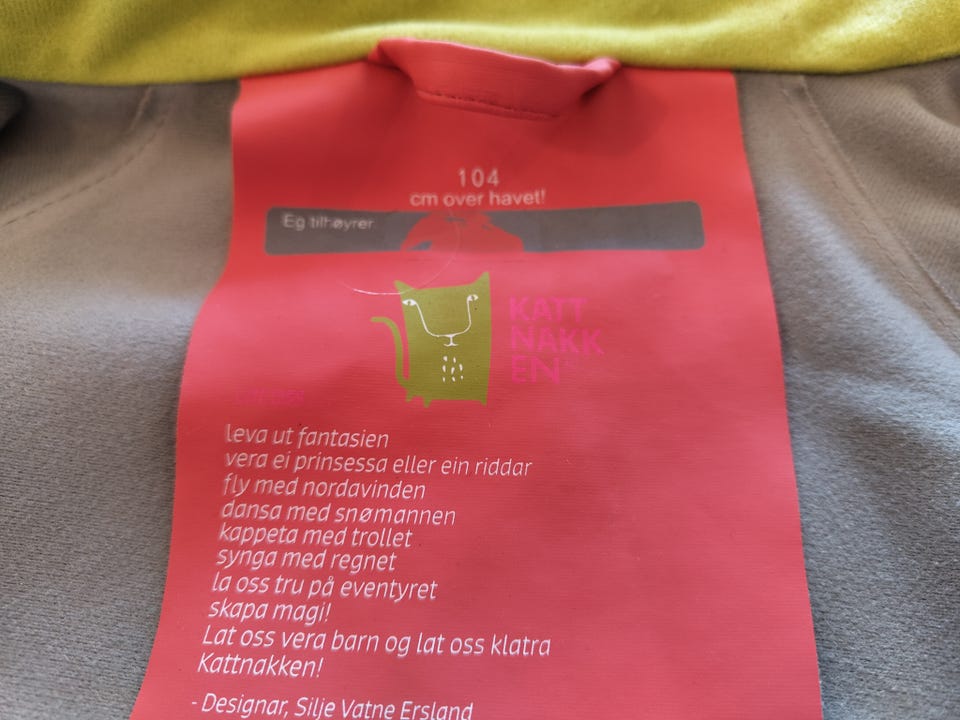 104
cm over havet!
Eg tilhøyrer
KATT
NAKK
EN
leva ut fantasien
vera ei prinsessa eller ein riddar
fly med nordavinden
dansa med snømannen
kappeta med trollet
synga med regnet
la oss tru på eventyret
skapa magi!
Lat oss vera barn og lat oss klatra
Kattnakken!
- Designar, Silje Vatne Ersland